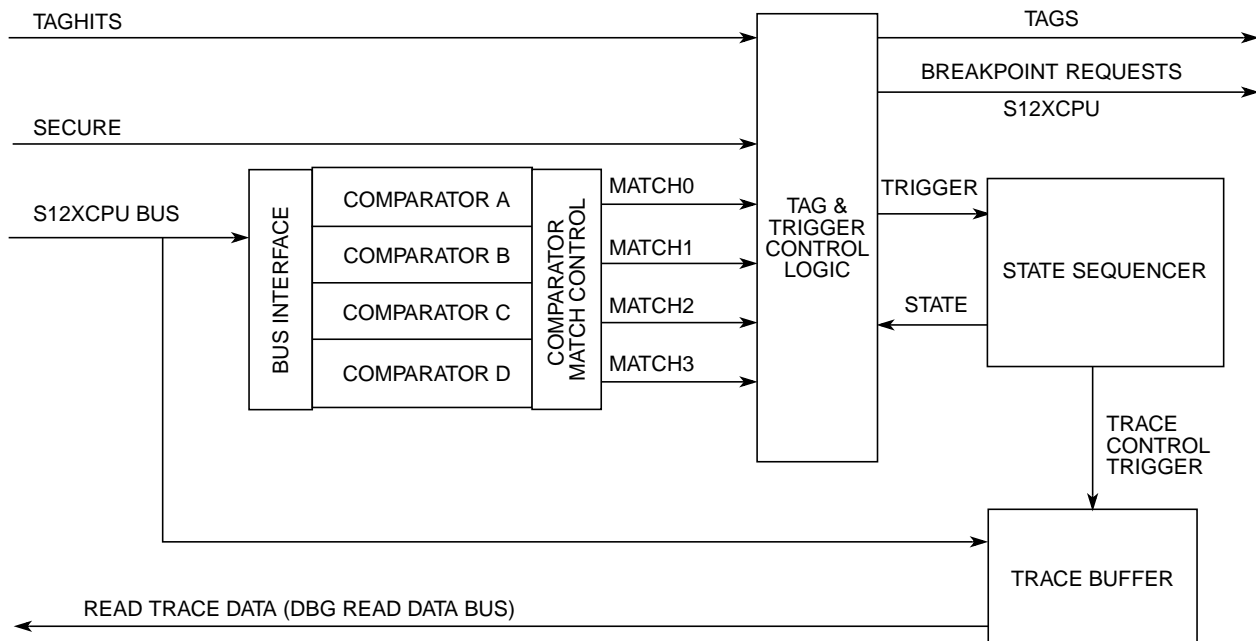 TAGHITS
TAGS
BREAKPOINT REQUESTS
S12XCPU
SECURE
S12XCPU BUS
BUS INTERFACE
COMPARATOR A
COMPARATOR B
COMPARATOR C
COMPARATOR D
COMPARATOR
MATCH CONTROL
MATCH0
MATCH1
MATCH2
MATCH3
TAG &
TRIGGER
CONTROL
LOGIC
TRIGGER
STATE
STATE SEQUENCER
TRACE
CONTROL
TRIGGER
TRACE BUFFER
READ TRACE DATA (DBG READ DATA BUS)